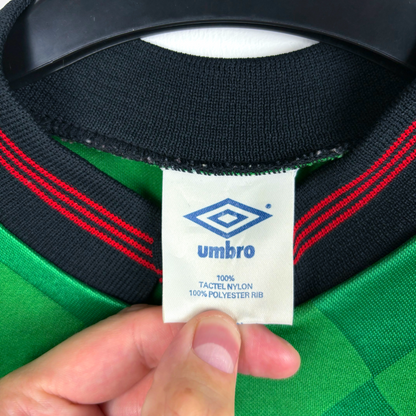 umbro
100%
TACTEL NYLON
100% POLYESTER RIB